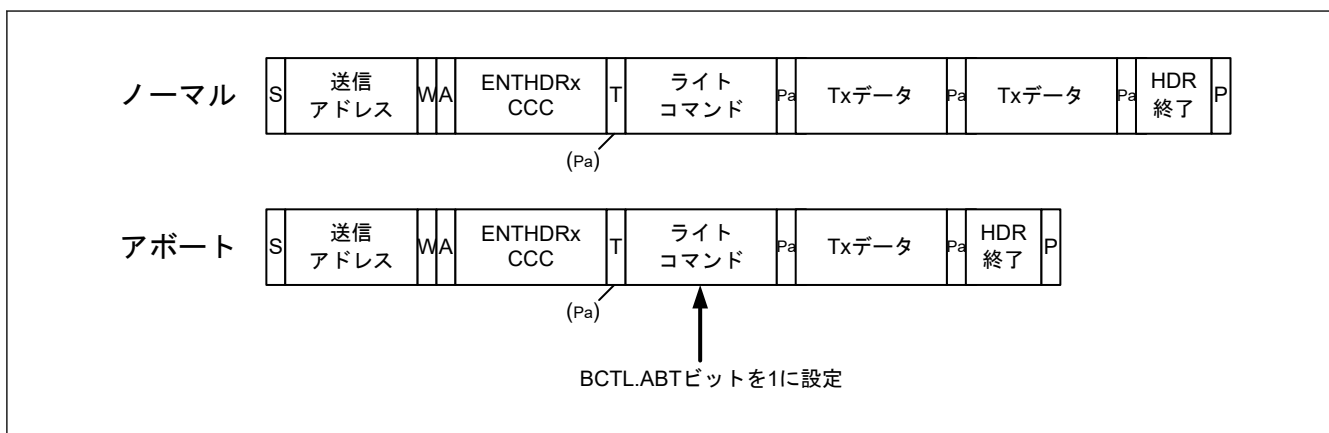 ノーマル S 送信 アドレス W A ENTHDRx CCC T ライト コマンド Pa Txデータ Pa Txデータ Pa HDR 終了 P
(Pa)
アボート S 送信 アドレス W A ENTHDRx CCC T ライト コマンド Pa Txデータ Pa HDR 終了 P
(Pa)
BCTL.ABTビットを1に設定